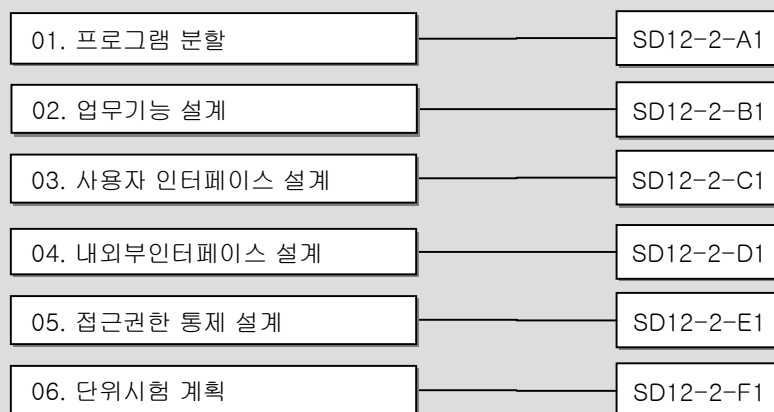 01. 프로그램 분할
SD12-2-A1
02. 업무기능 설계
SD12-2-B1
03. 사용자 인터페이스 설계
SD12-2-C1
04. 내외부인터페이스 설계
SD12-2-D1
05. 접근권한 통제 설계
SD12-2-E1
06. 단위시험 계획
SD12-2-F1